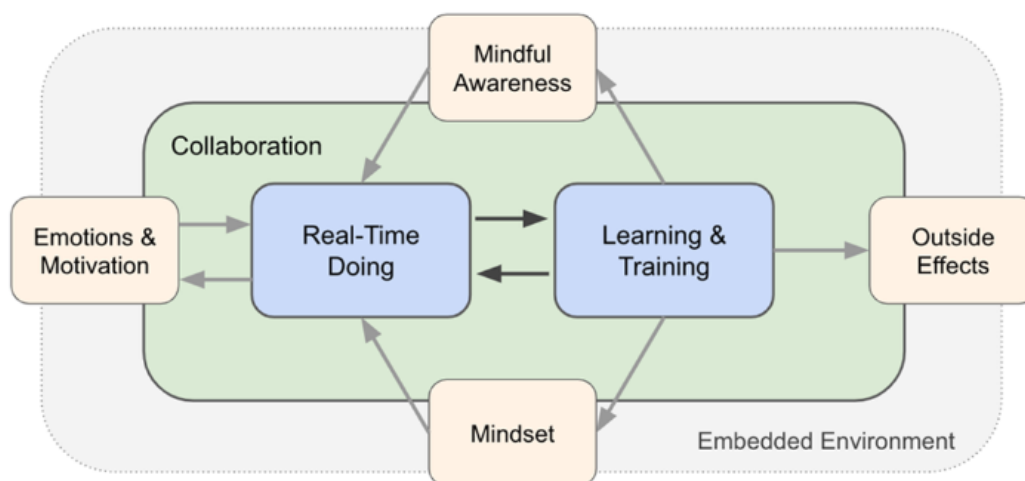 Mindful
Awareness
Collaboration
Emotions &
Motivation
Real-Time
Doing
Learning &
Training
Outside
Effects
Mindset
Embedded Environment